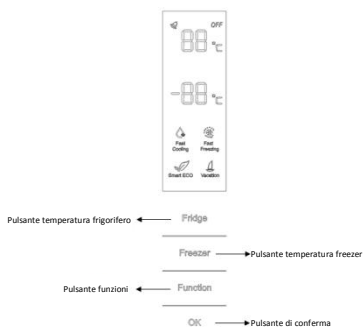 OFF
88 °C
-88 °C
Fast Cooling
Fast Freezing
Smart ECO
Vacation
Pulsante temperatura frigorifero
Fridge
Freezer
Pulsante temperatura freezer
Pulsante funzioni
Function
OK
Pulsante di conferma